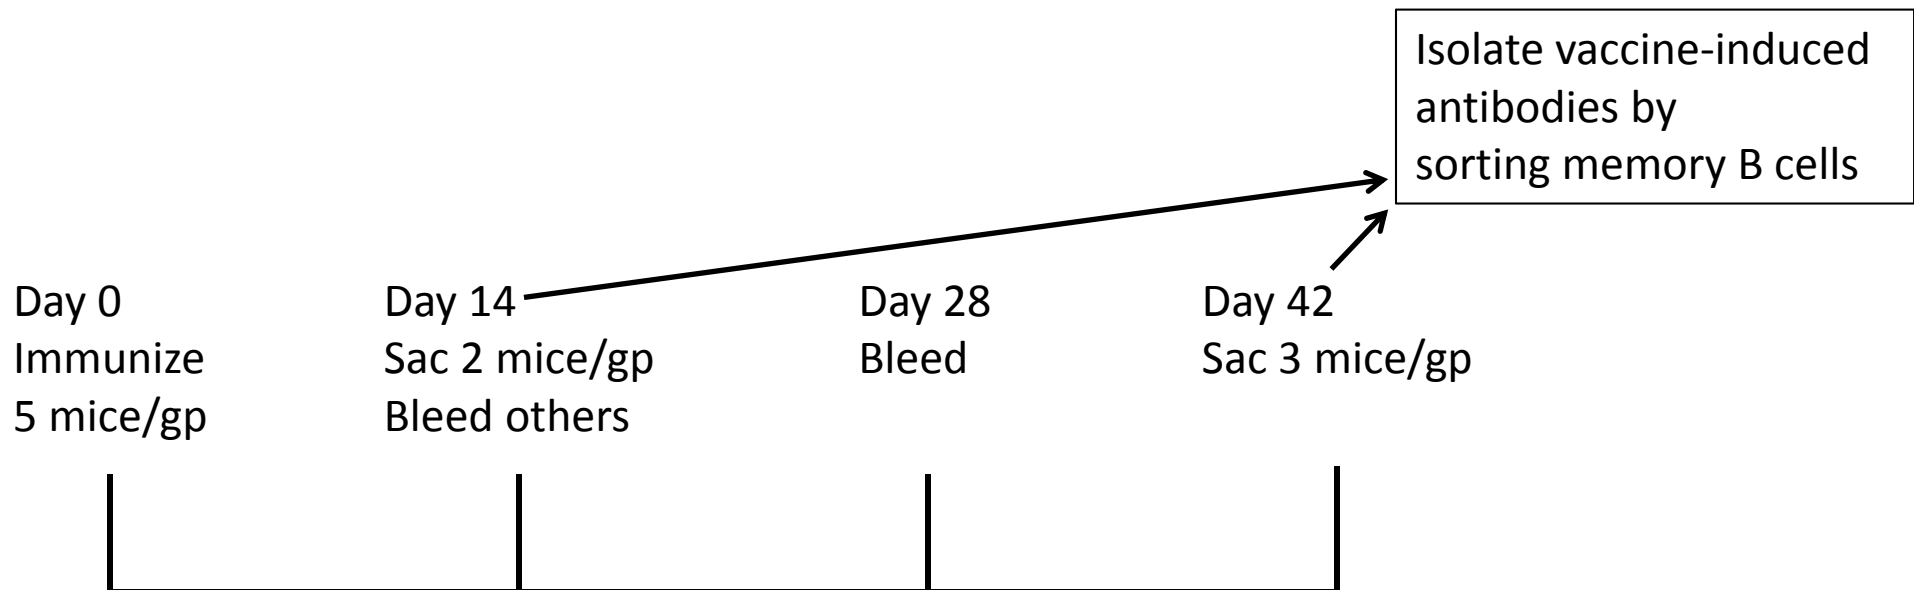 Isolate vaccine-induced
antibodies by
sorting memory B cells
Day 0
Immunize
5 mice/gp
Day 14
Sac 2 mice/gp
Bleed others
Day 28
Bleed
Day 42
Sac 3 mice/gp